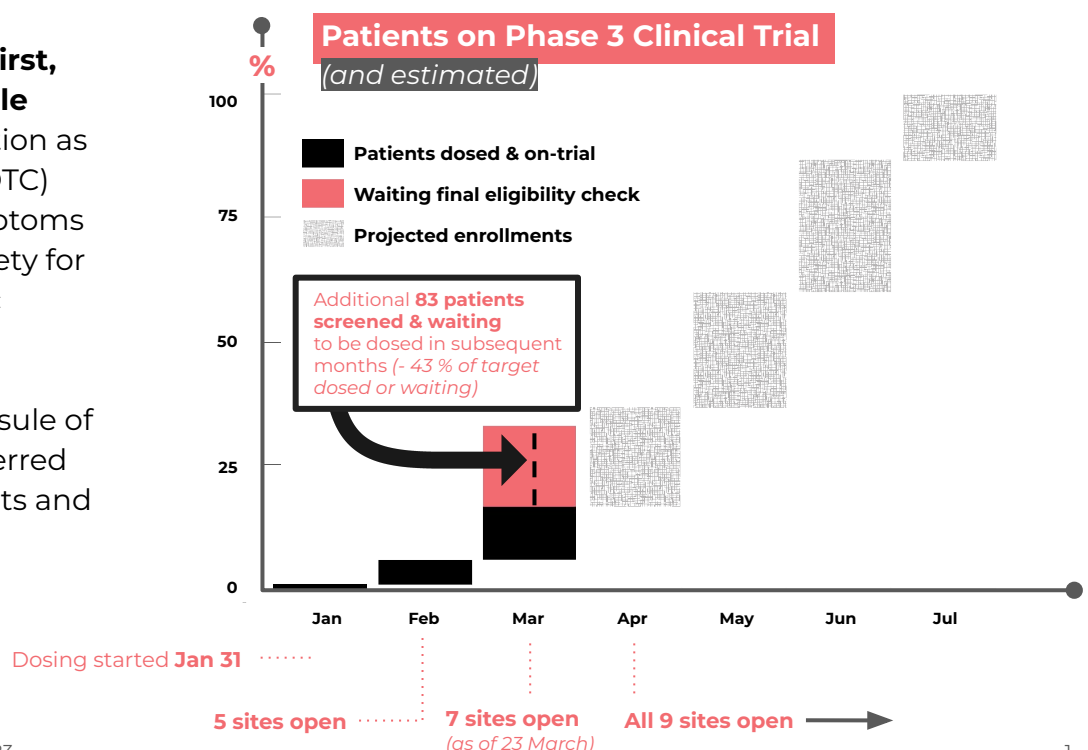 Patients on Phase 3 Clinical Trial
(and estimated)
%
100
75
50
25
0
Patients dosed & on-trial
Waiting final eligibility check
Projected enrollments
Additional 83 patients
screened & waiting
to be dosed in subsequent
months (- 43 % of target
dosed or waiting)
Jan
Feb
Mar
Apr
May
Jun
Jul
Dosing started Jan 31
5 sites open
7 sites open
(as of 23 March)
All 9 sites open
irst,
le
tion as
OTC)
ptoms
ety for
sule of
erred
ts and